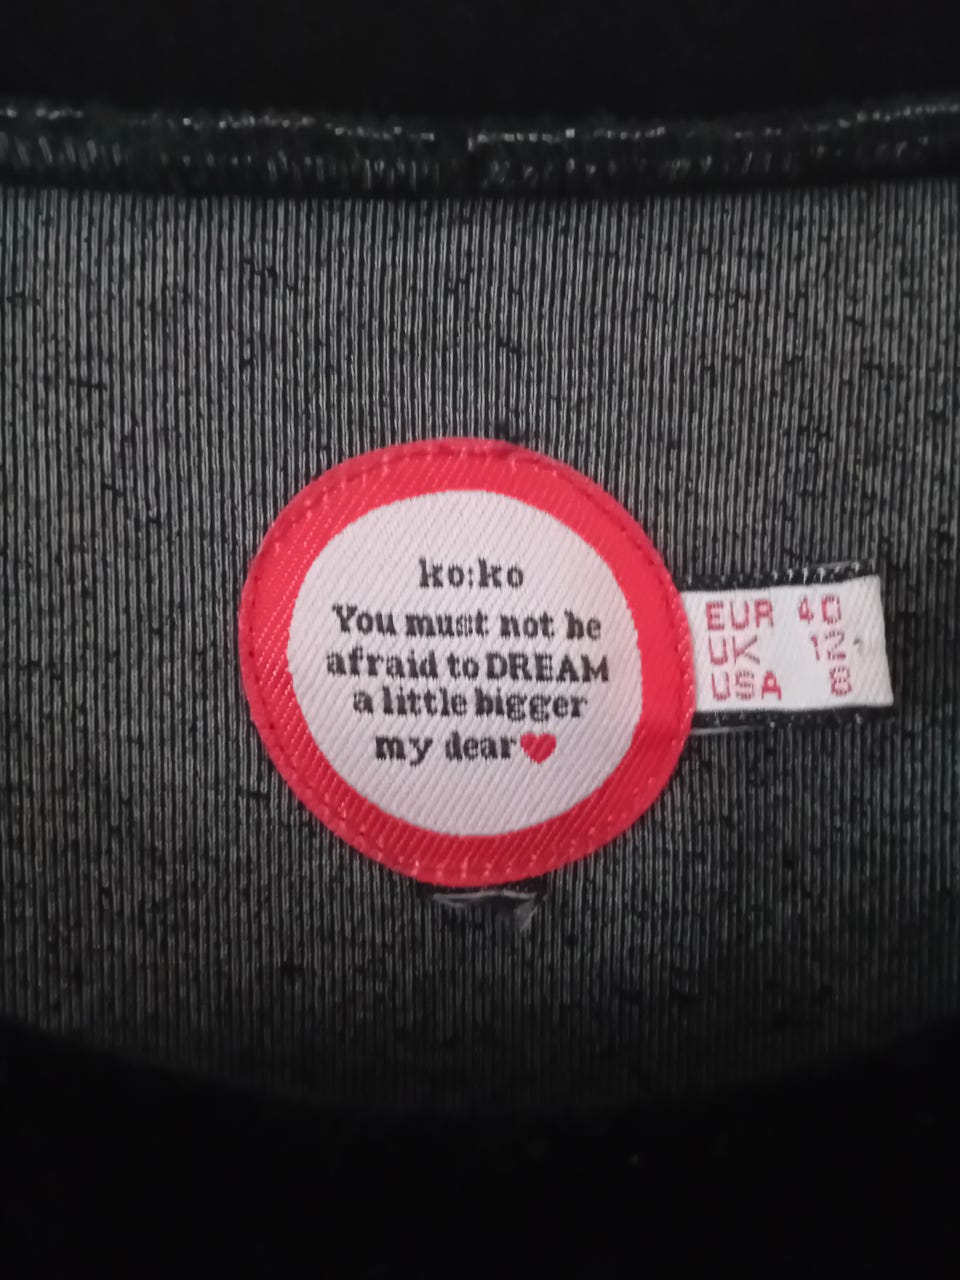 ko:ko
You must not be
afraid to DREAM
a little bigger
my dear♥
EUR 40
UK 12
USA 8